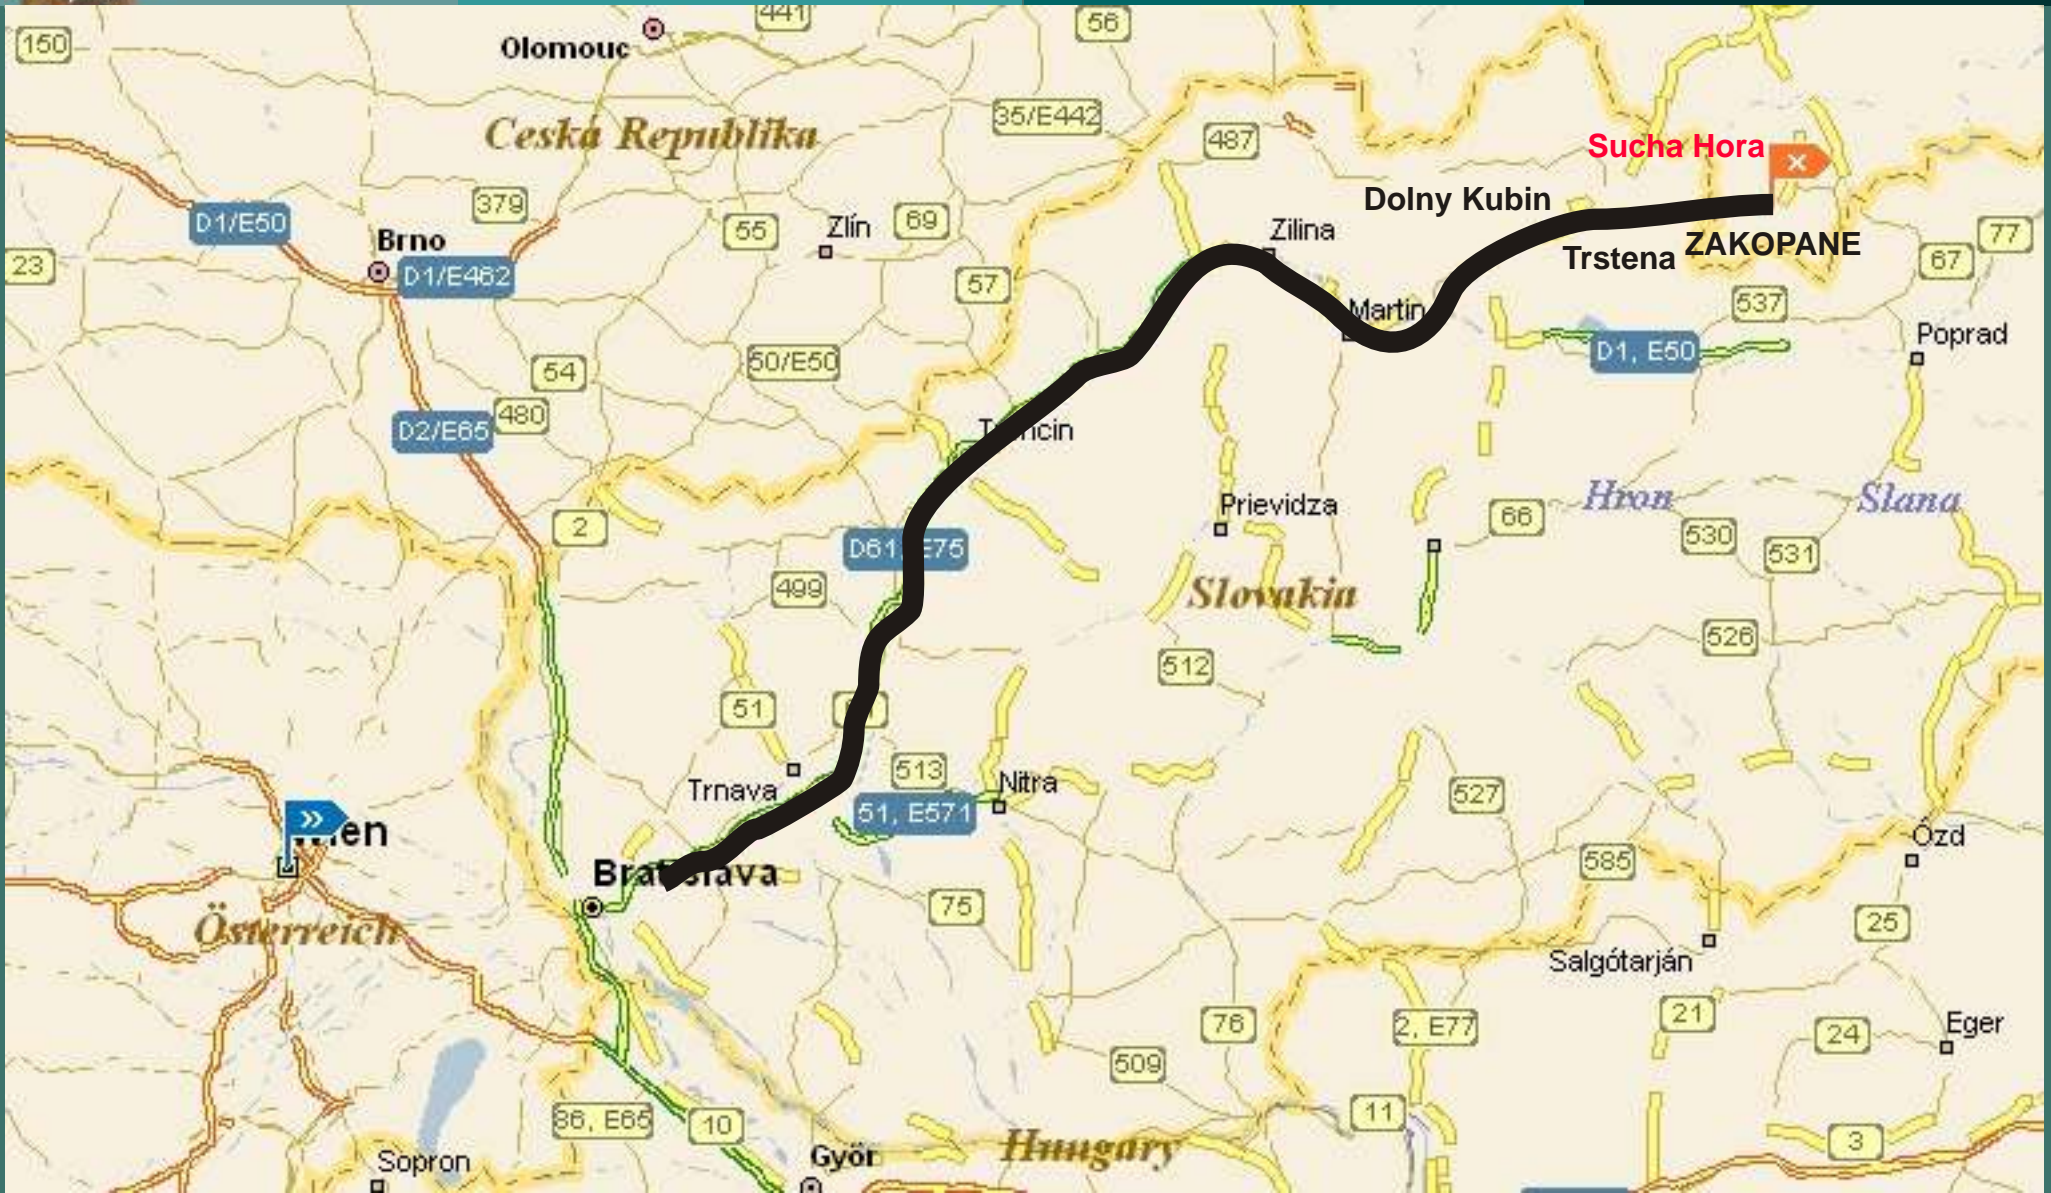 441
56
150
Olomouc
35/E442
Ceská Republika
487
Sucha Hora
Dolny Kubin
379
D1/E50
55
Zlín
69
Zilina
77
Brno
ZAKOPANE
Trstena
67
23
D1/E462
57
537
Martin
Poprad
D1, E50
50/E50
54
480
D2/E65
Trencin
Hron
Slana
Prievidza
66
2
530
D61, E75
531
499
Slovakia
526
512
51
513
Nitra
Trnava
527
51, E571
Wien
Ózd
585
Bratislava
75
25
Österreich
Salgótarján
21
76
2, E77
24
Eger
509
11
86, E65
10
3
Hungary
Györ
Sopron